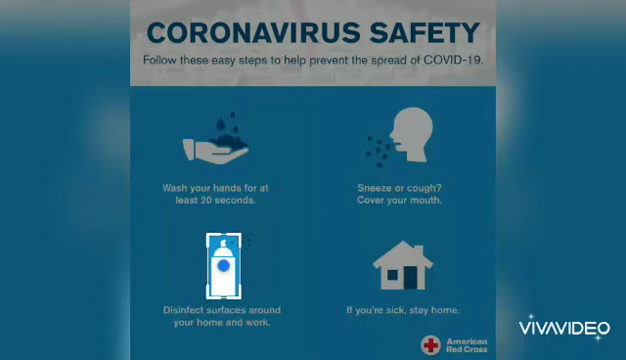 CORONAVIRUS SAFETY
Follow these easy steps to help prevent the spread of COVID-19.
Wash your hands for at
least 20 seconds.
Sneeze or cough?
Cover your mouth.
Disinfect surfaces around
your home and work.
If you're sick, stay home.
American
Red Cross
VIVAVIDEO